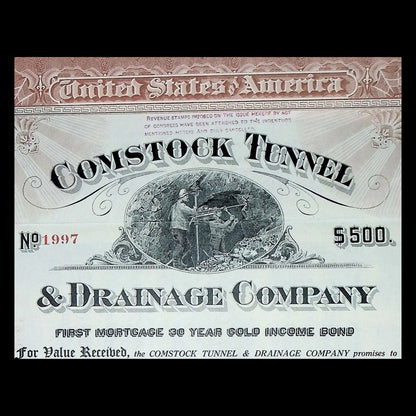 United States of America
REVENUE STAMPS IMPOSED ON THE ISSUE HEREOF BY ACT
OF CONGRESS HAVE BEEN ATTACHED TO THE INDENTURE
MENTIONED HEREIN AND DULY CANCELLED.
COMSTOCK TUNNEL
No 1997
$500.
& DRAINAGE COMPANY
FIRST MORTGAGE 30 YEAR GOLD INCOME BOND
For Value Received, the COMSTOCK TUNNEL & DRAINAGE COMPANY promises to